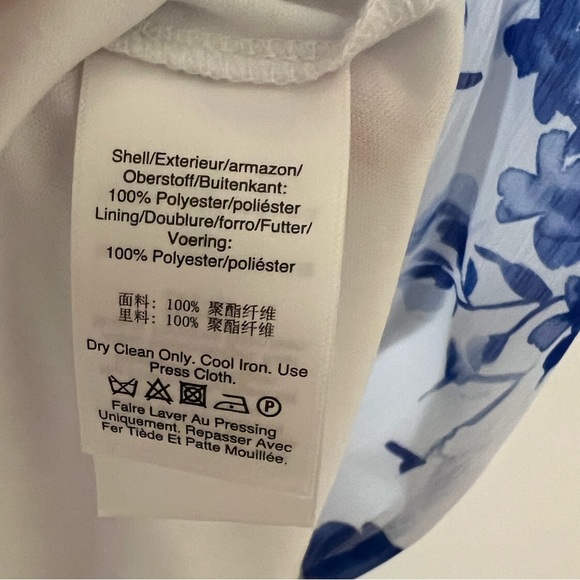 Shell/Exterieur/armazon/
Oberstoff/Buitenkant:
100% Polyester/poliéster
Lining/Doublure/forro/Futter/
Voering:
100% Polyester/poliéster
面料: 100% 聚酯纤维
里料: 100% 聚酯纤维
Dry Clean Only. Cool Iron. Use
Press Cloth.
P
Faire Laver Au Pressing
Uniquement. Repasser Avec
Fer Tiède Et Patte Mouillée.